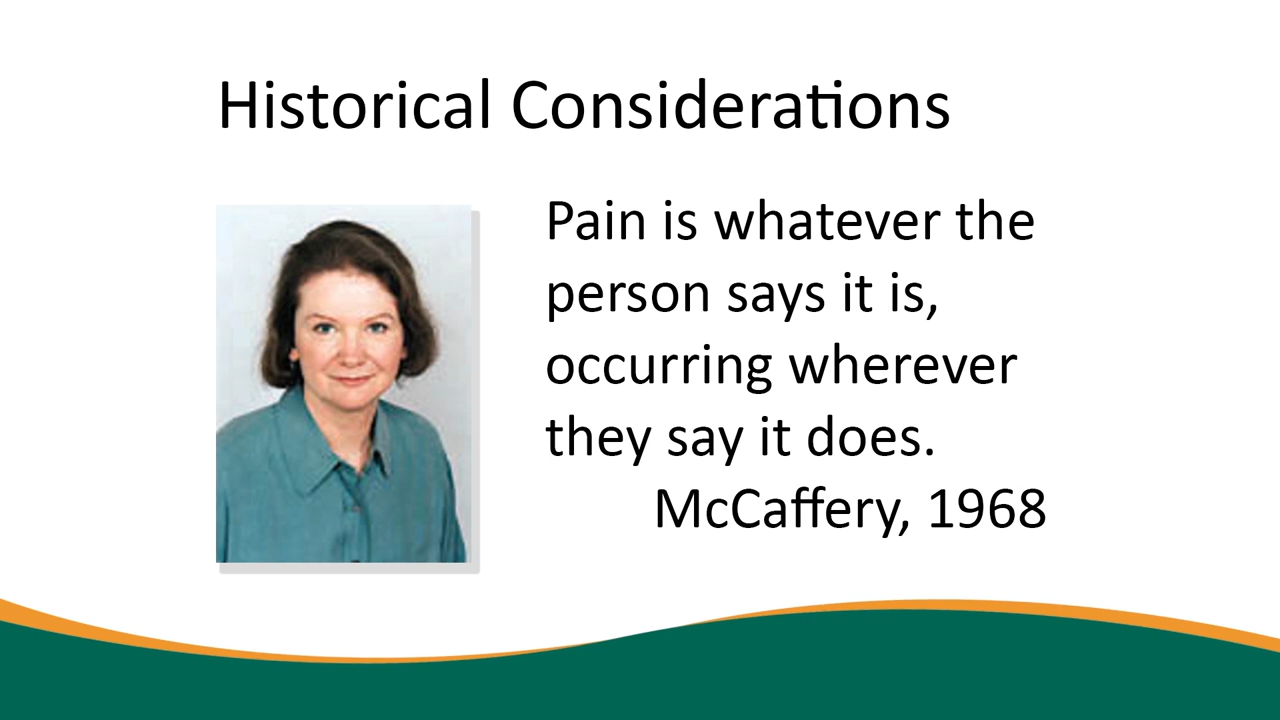 Historical Considerations
Pain is whatever the
person says it is,
occurring wherever
they say it does.
McCaffery, 1968